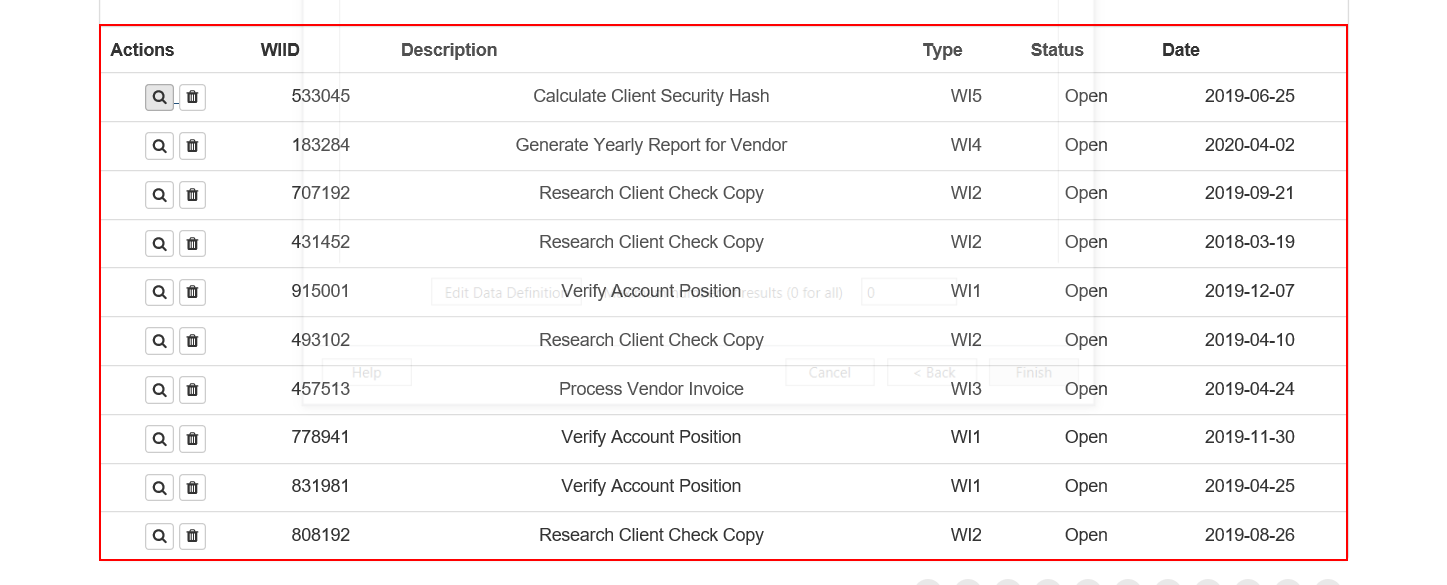 Actions WIID Description Type Status Date
533045 Calculate Client Security Hash WI5 Open 2019-06-25
183284 Generate Yearly Report for Vendor WI4 Open 2020-04-02
707192 Research Client Check Copy WI2 Open 2019-09-21
431452 Research Client Check Copy WI2 Open 2018-03-19
915001 Verify Account Position WI1 Open 2019-12-07
Edit Data Definition results (0 for all) 0
493102 Research Client Check Copy WI2 Open 2019-04-10
Help Cancel < Back Finish
457513 Process Vendor Invoice WI3 Open 2019-04-24
778941 Verify Account Position WI1 Open 2019-11-30
831981 Verify Account Position WI1 Open 2019-04-25
808192 Research Client Check Copy WI2 Open 2019-08-26